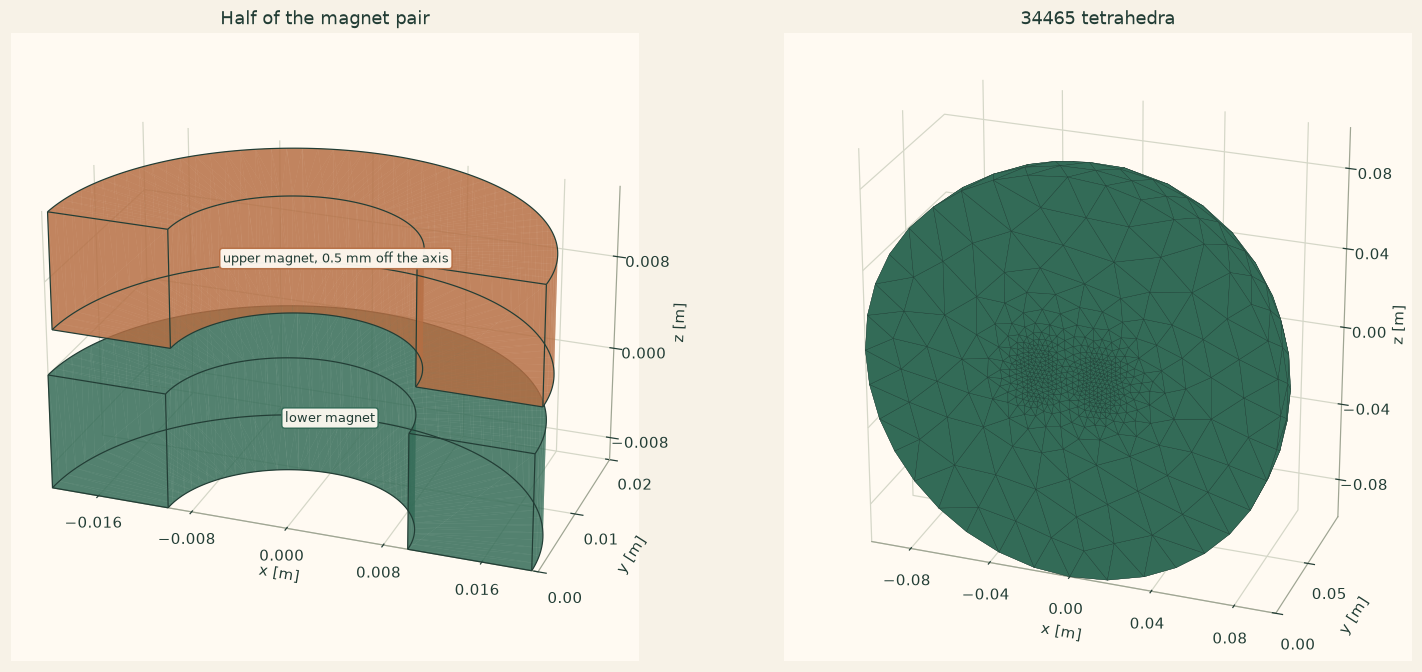 Half of the magnet pair
upper magnet, 0.5 mm off the axis
lower magnet
0.008
0.000
−0.008
z [m]
0.02
0.01
0.00
y [m]
−0.016
−0.008
0.000
0.008
0.016
x [m]
34465 tetrahedra
0.08
0.04
0.00
−0.04
−0.08
z [m]
0.05
0.00
y [m]
−0.08
−0.04
0.00
0.04
0.08
x [m]